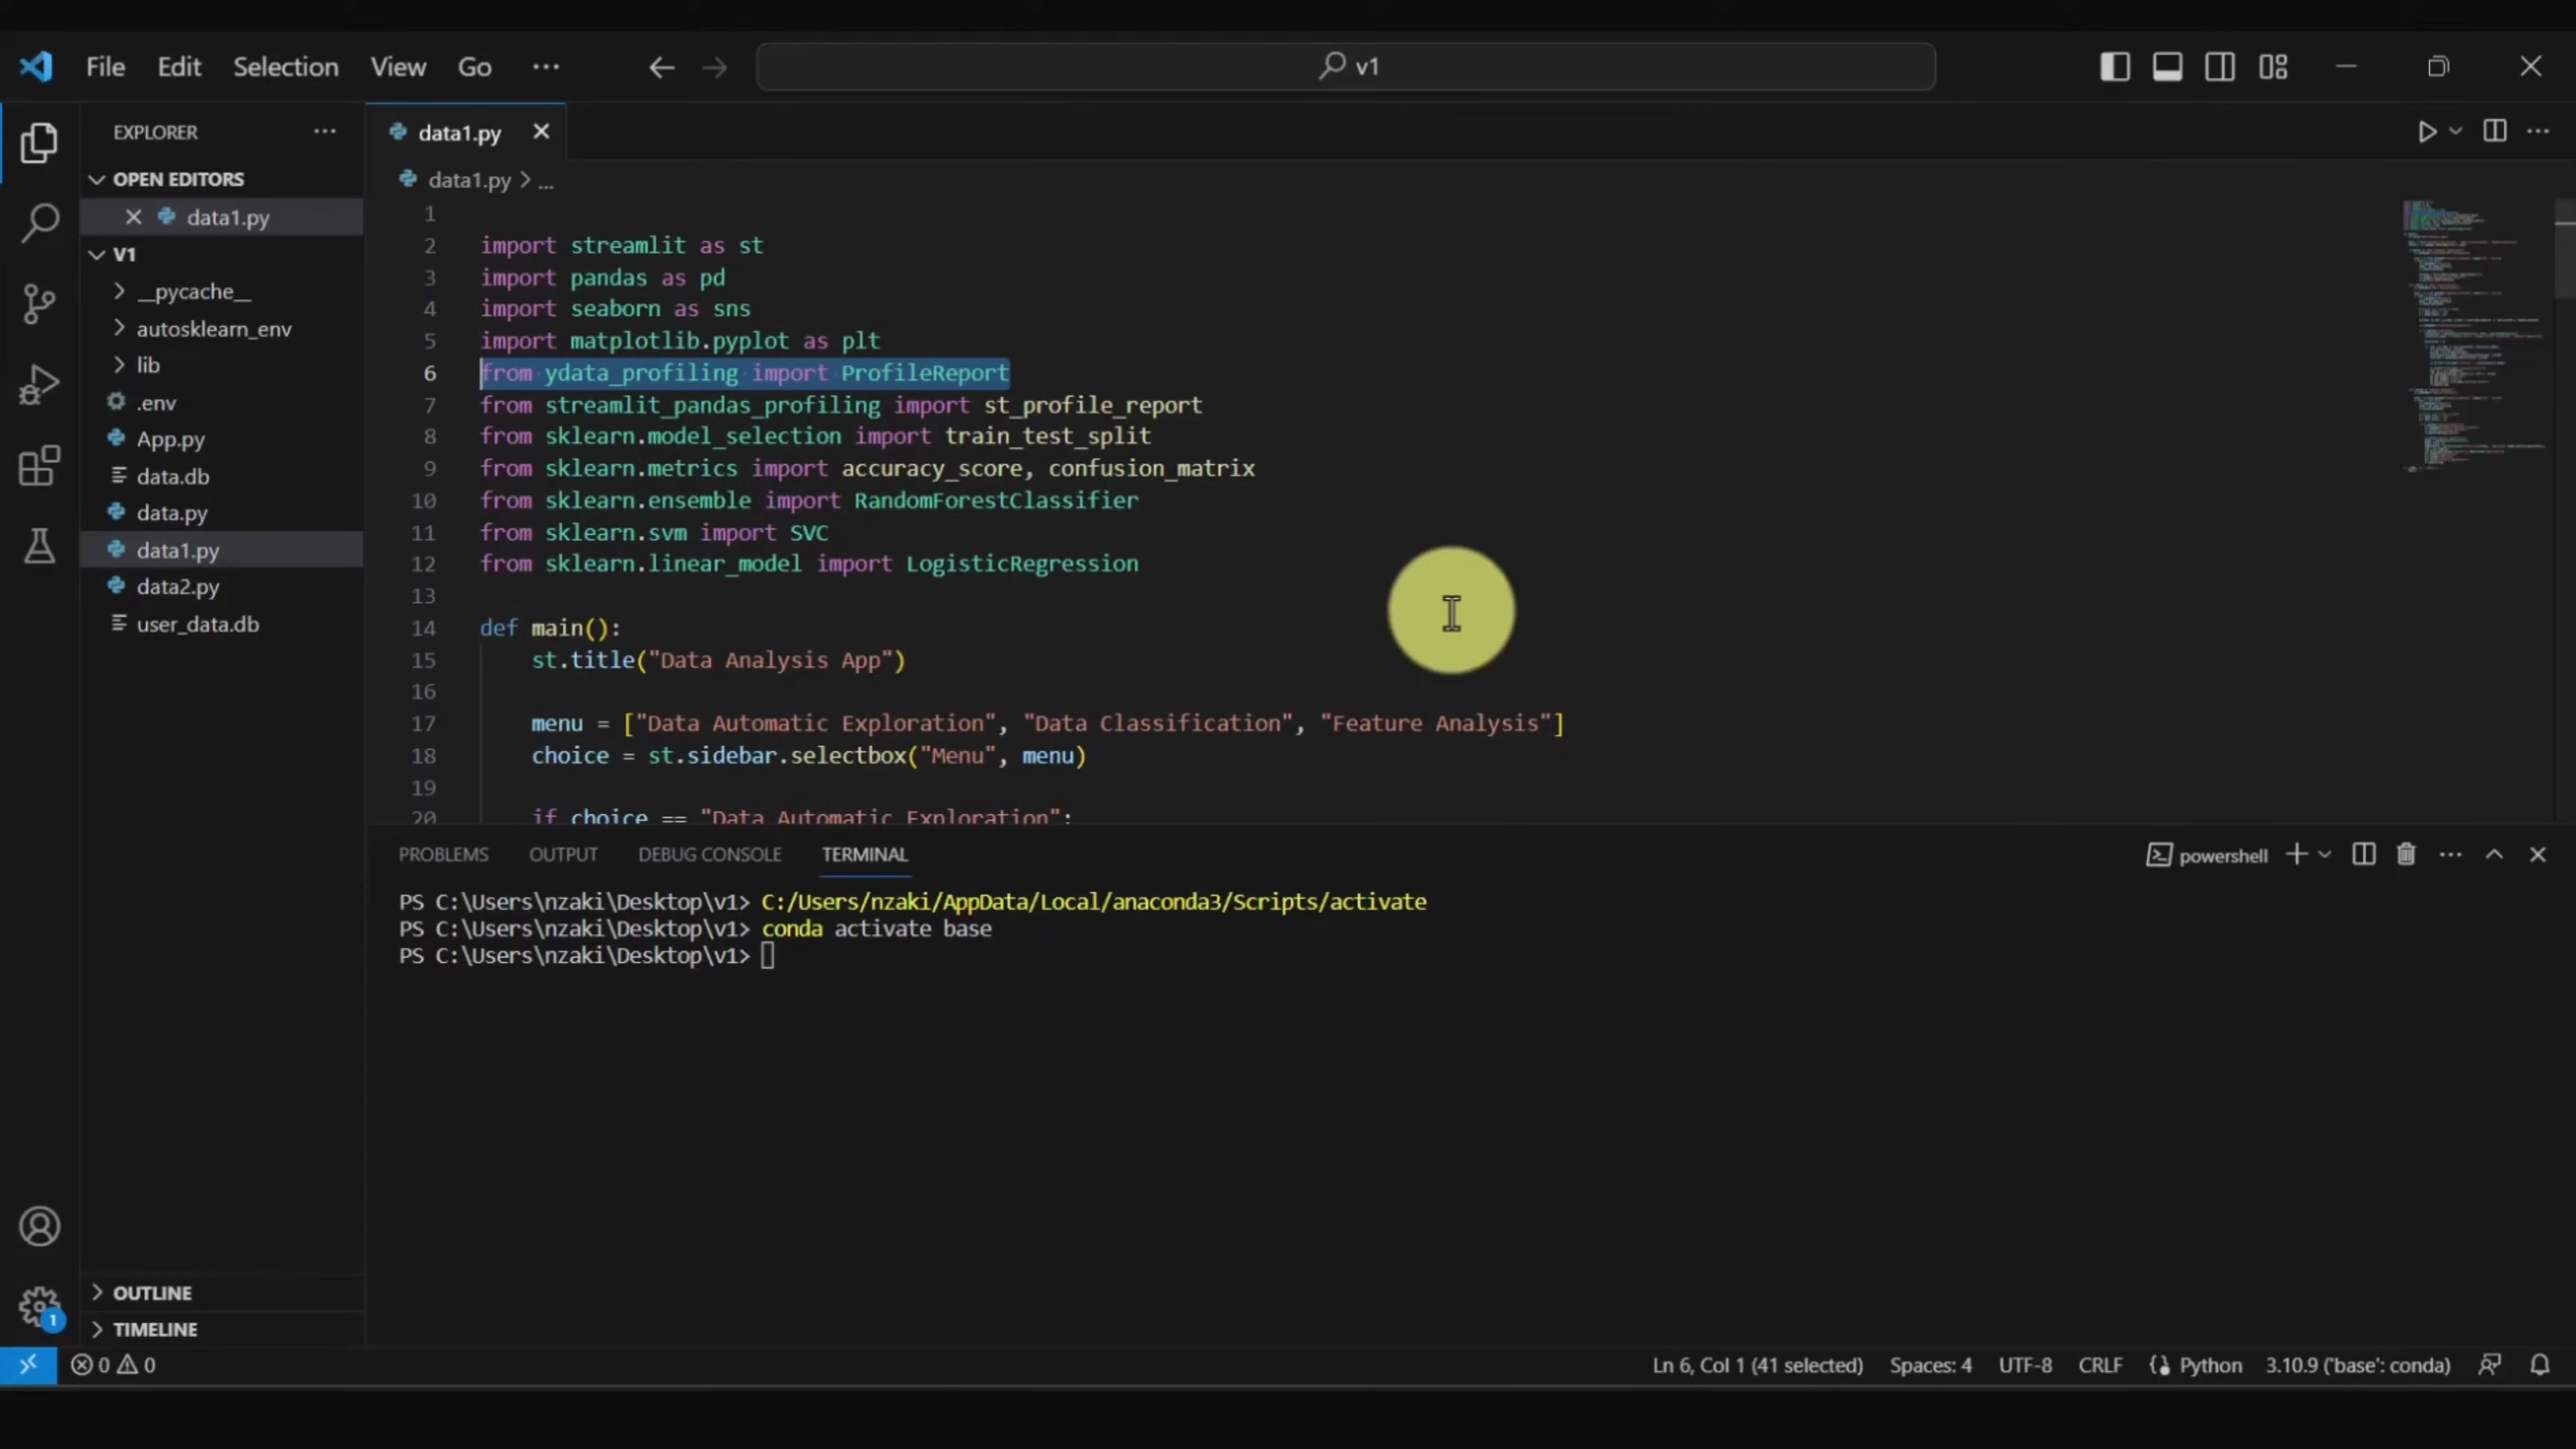 File Edit Selection View Go ... v1
EXPLORER ...
OPEN EDITORS
data1.py
V1
__pycache__
autosklearn_env
lib
.env
App.py
data.db
data.py
data1.py
data2.py
user_data.db
OUTLINE
TIMELINE
1
data1.py
data1.py > ...
1
2 import streamlit as st
3 import pandas as pd
4 import seaborn as sns
5 import matplotlib.pyplot as plt
6 from ydata_profiling import ProfileReport
7 from streamlit_pandas_profiling import st_profile_report
8 from sklearn.model_selection import train_test_split
9 from sklearn.metrics import accuracy_score, confusion_matrix
10 from sklearn.ensemble import RandomForestClassifier
11 from sklearn.svm import SVC
12 from sklearn.linear_model import LogisticRegression
13
14 def main():
15 st.title("Data Analysis App")
16
17 menu = ["Data Automatic Exploration", "Data Classification", "Feature Analysis"]
18 choice = st.sidebar.selectbox("Menu", menu)
19
20 if choice == "Data Automatic Exploration":
PROBLEMS OUTPUT DEBUG CONSOLE TERMINAL powershell
PS C:\Users\nzaki\Desktop\v1> C:/Users/nzaki/AppData/Local/anaconda3/Scripts/activate
PS C:\Users\nzaki\Desktop\v1> conda activate base
PS C:\Users\nzaki\Desktop\v1>
0 0 Ln 6, Col 1 (41 selected) Spaces: 4 UTF-8 CRLF Python 3.10.9 ('base': conda)